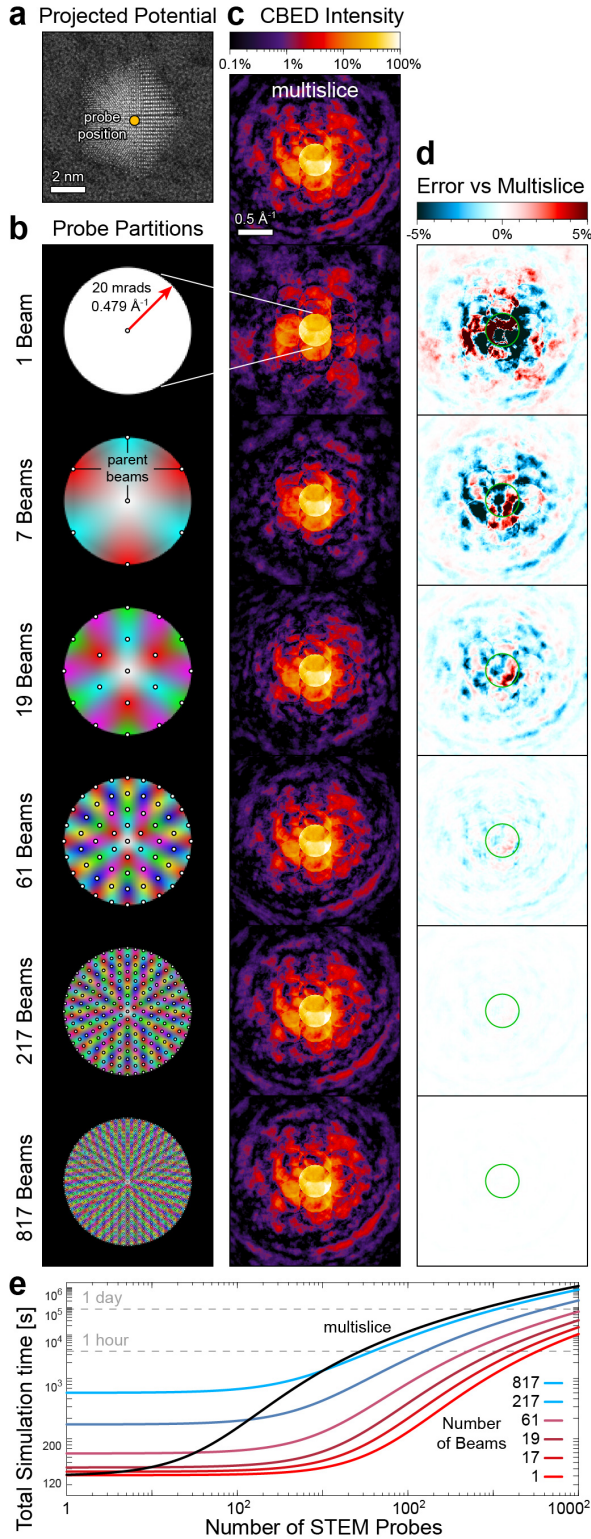 a Projected Potential
probe
position
2 nm
c CBED Intensity
0.1% 1% 10% 100%
multislice
0.5 Å-1
b Probe Partitions
d
Error vs Multislice
-5% 0% 5%
1 Beam
20 mrads
0.479 Å-1
7 Beams
parent
beams
19 Beams
61 Beams
217 Beams
817 Beams
e
Total Simulation time [s]
10⁶
10⁵
10⁴
10³
200
120
1 day
1 hour
multislice
Number
of Beams
817
217
61
19
17
1
1 10² 100² 1000²
Number of STEM Probes